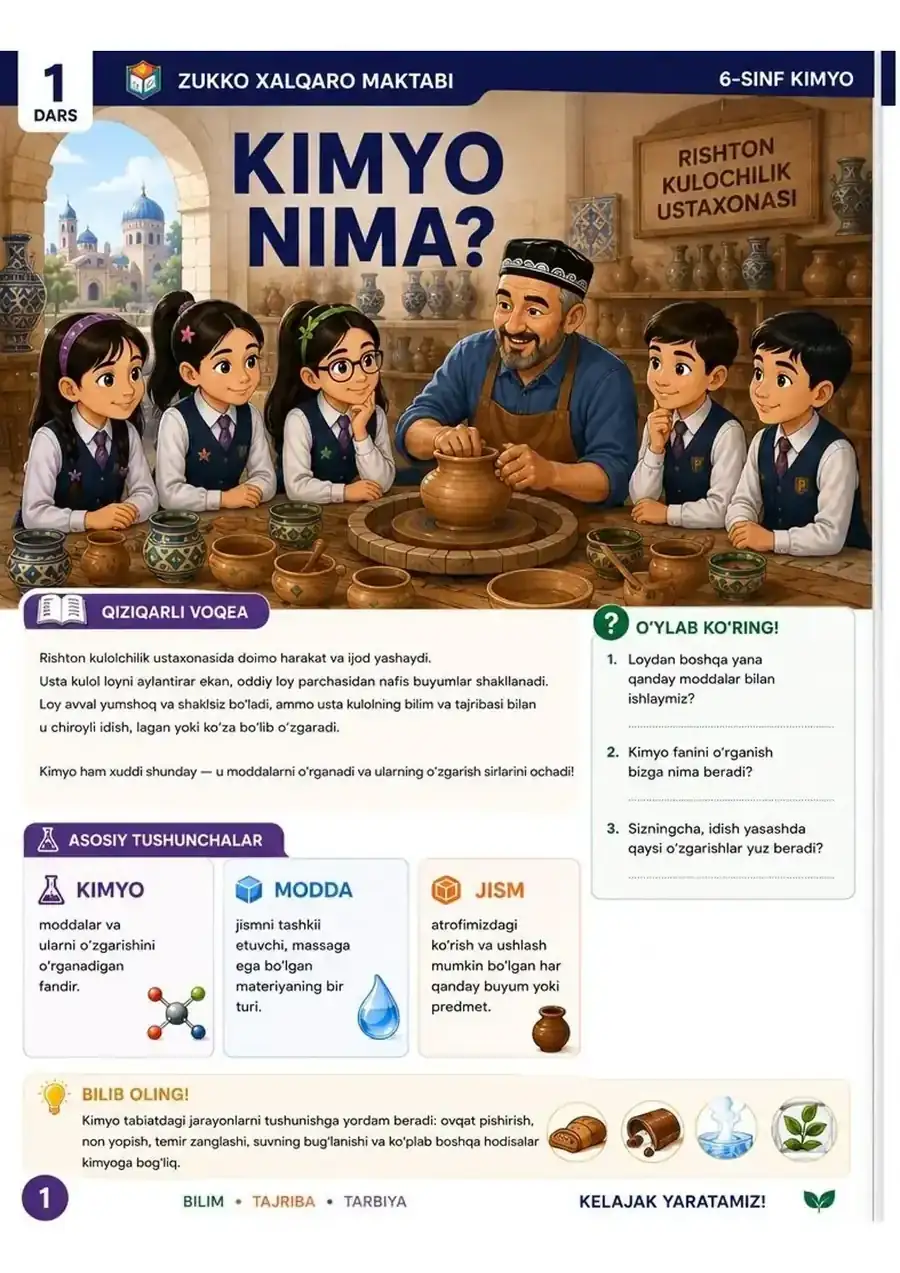 1
DARS
ZUKKO XALQARO MAKTABI
6-SINF KIMYO
KIMYO
NIMA?
RISHTON
KULOCHILIK
USTAXONASI
QIZIQARLI VOQEA
Rishton kulolchilik ustaxonasida doimo harakat va ijod yashaydi.
Usta kulol loyni aylantirar ekan, oddiy loy parchasidan nafis buyumlar shakllanadi.
Loy avval yumshoq va shaklsiz bo‘ladi, ammo usta kulolning bilim va tajribasi bilan
u chiroyli idish, lagan yoki ko‘za bo‘lib o‘zgaradi.
Kimyo ham xuddi shunday — u moddalarni o‘rganadi va ularning o‘zgarish sirlarini ochadi!
?
O‘YLAB KO‘RING!
1. Loydan boshqa yana
qanday moddalar bilan
ishlaymiz?
2. Kimyo fanini o‘rganish
bizga nima beradi?
3. Sizningcha, idish yasashda
qaysi o‘zgarishlar yuz beradi?
ASOSIY TUSHUNCHALAR
KIMYO
moddalar va
ularni o‘zgarishini
o‘rganadigan
fandir.
MODDA
jismni tashkii
etuvchi, massaga
ega bo‘lgan
materiyaning bir
turi.
JISM
atrofimizdagi
ko‘rish va ushlash
mumkin bo‘lgan har
qanday buyum yoki
predmet.
BILIB OLING!
Kimyo tabiatdagi jarayonlarni tushunishga yordam beradi: ovqat pishirish,
non yopish, temir zanglashi, suvning bug‘lanishi va ko‘plab boshqa hodisalar
kimyoga bog‘liq.
1
BILIM • TAJRIBA • TARBIYA
KELAJAK YARATAMIZ!